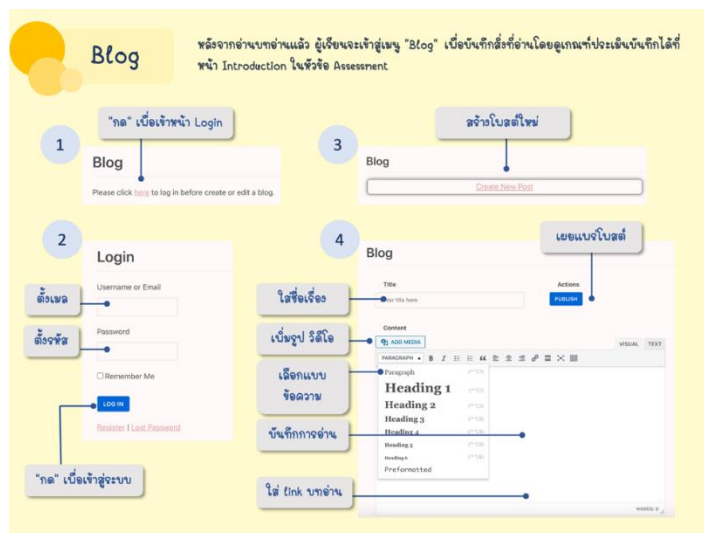 Blog
หลังจากอ่านบทอ่านแล้ว ผู้เรียนจะเข้าสู่เมนู "Blog" เพื่อบันทึกสิ่งที่อ่านโดยดูเกณฑ์ประเมินบันทึกได้ที่
หน้า Introduction ในหัวข้อ Assessment
1
"กด" เพื่อเข้าหน้า Login
Blog
Please click here to log in before create or edit a blog.
2
Login
Username or Email
ตั้งเมล
Password
ตั้งรหัส
Remember Me
LOG IN
Register | Lost Password
"กด" เพื่อเข้าสู่ระบบ
3
สร้างโพสต์ใหม่
Blog
Create New Post
4
เผยแพร่โพสต์
Blog
Title
Actions
ใส่ชื่อเรื่อง
title here
PUBLISH
Content
เพิ่มรูป วิดีโอ
ADD MEDIA
VISUAL TEXT
PARAGRAPH
เลือกแบบ
ข้อความ
Paragraph
Heading 1
Heading 2
Heading 3
Heading 4
บันทึกการอ่าน
Heading 5
Heading 6
Preformatted
ใส่ link บทอ่าน
WORDS: 0